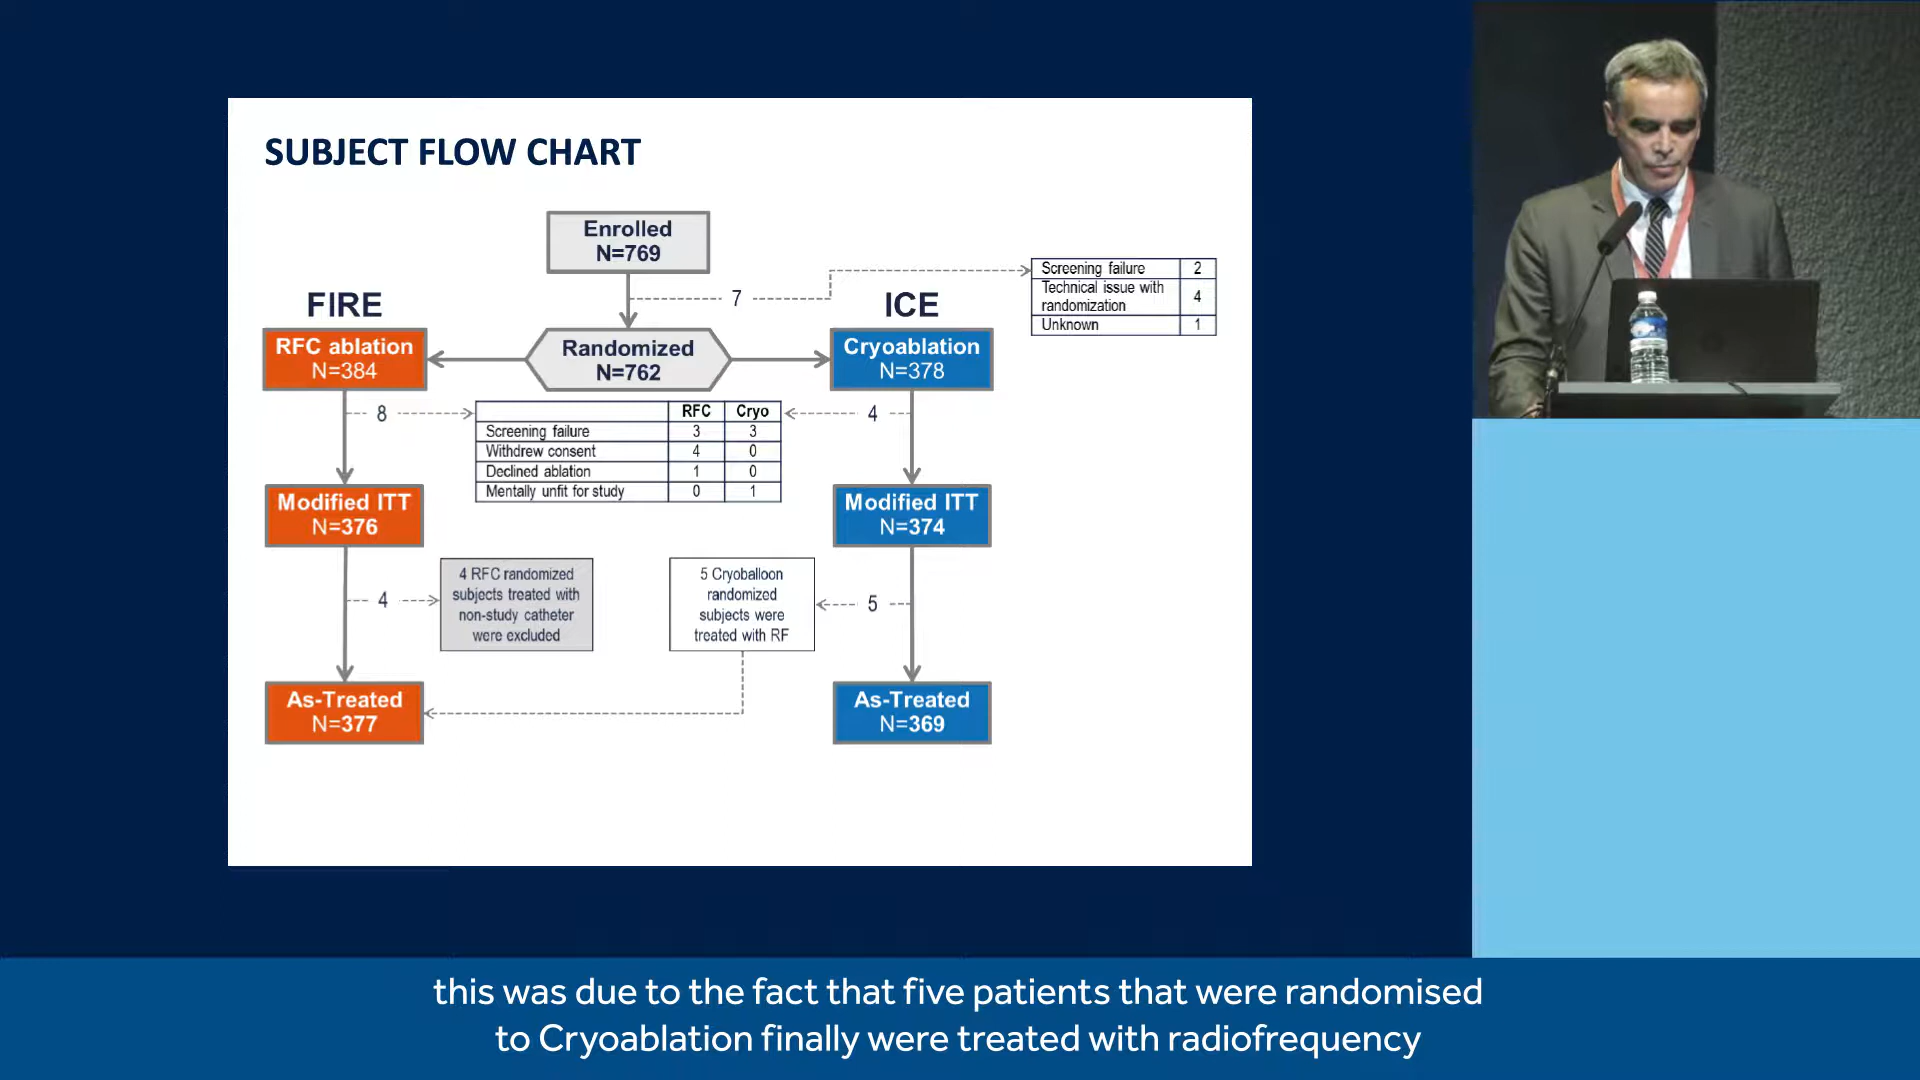 SUBJECT FLOW CHART
Enrolled
N=769
7
Screening failure 2
Technical issue with
randomization 4
Unknown 1
FIRE
ICE
RFC ablation
N=384
Randomized
N=762
Cryoablation
N=378
8
4
RFC Cryo
Screening failure 3 3
Withdrew consent 4 0
Declined ablation 1 0
Mentally unfit for study 0 1
Modified ITT
N=376
Modified ITT
N=374
4
4 RFC randomized
subjects treated with
non-study catheter
were excluded
5 Cryoballoon
randomized
subjects were
treated with RF
5
As-Treated
N=377
As-Treated
N=369
this was due to the fact that five patients that were randomised
to Cryoablation finally were treated with radiofrequency